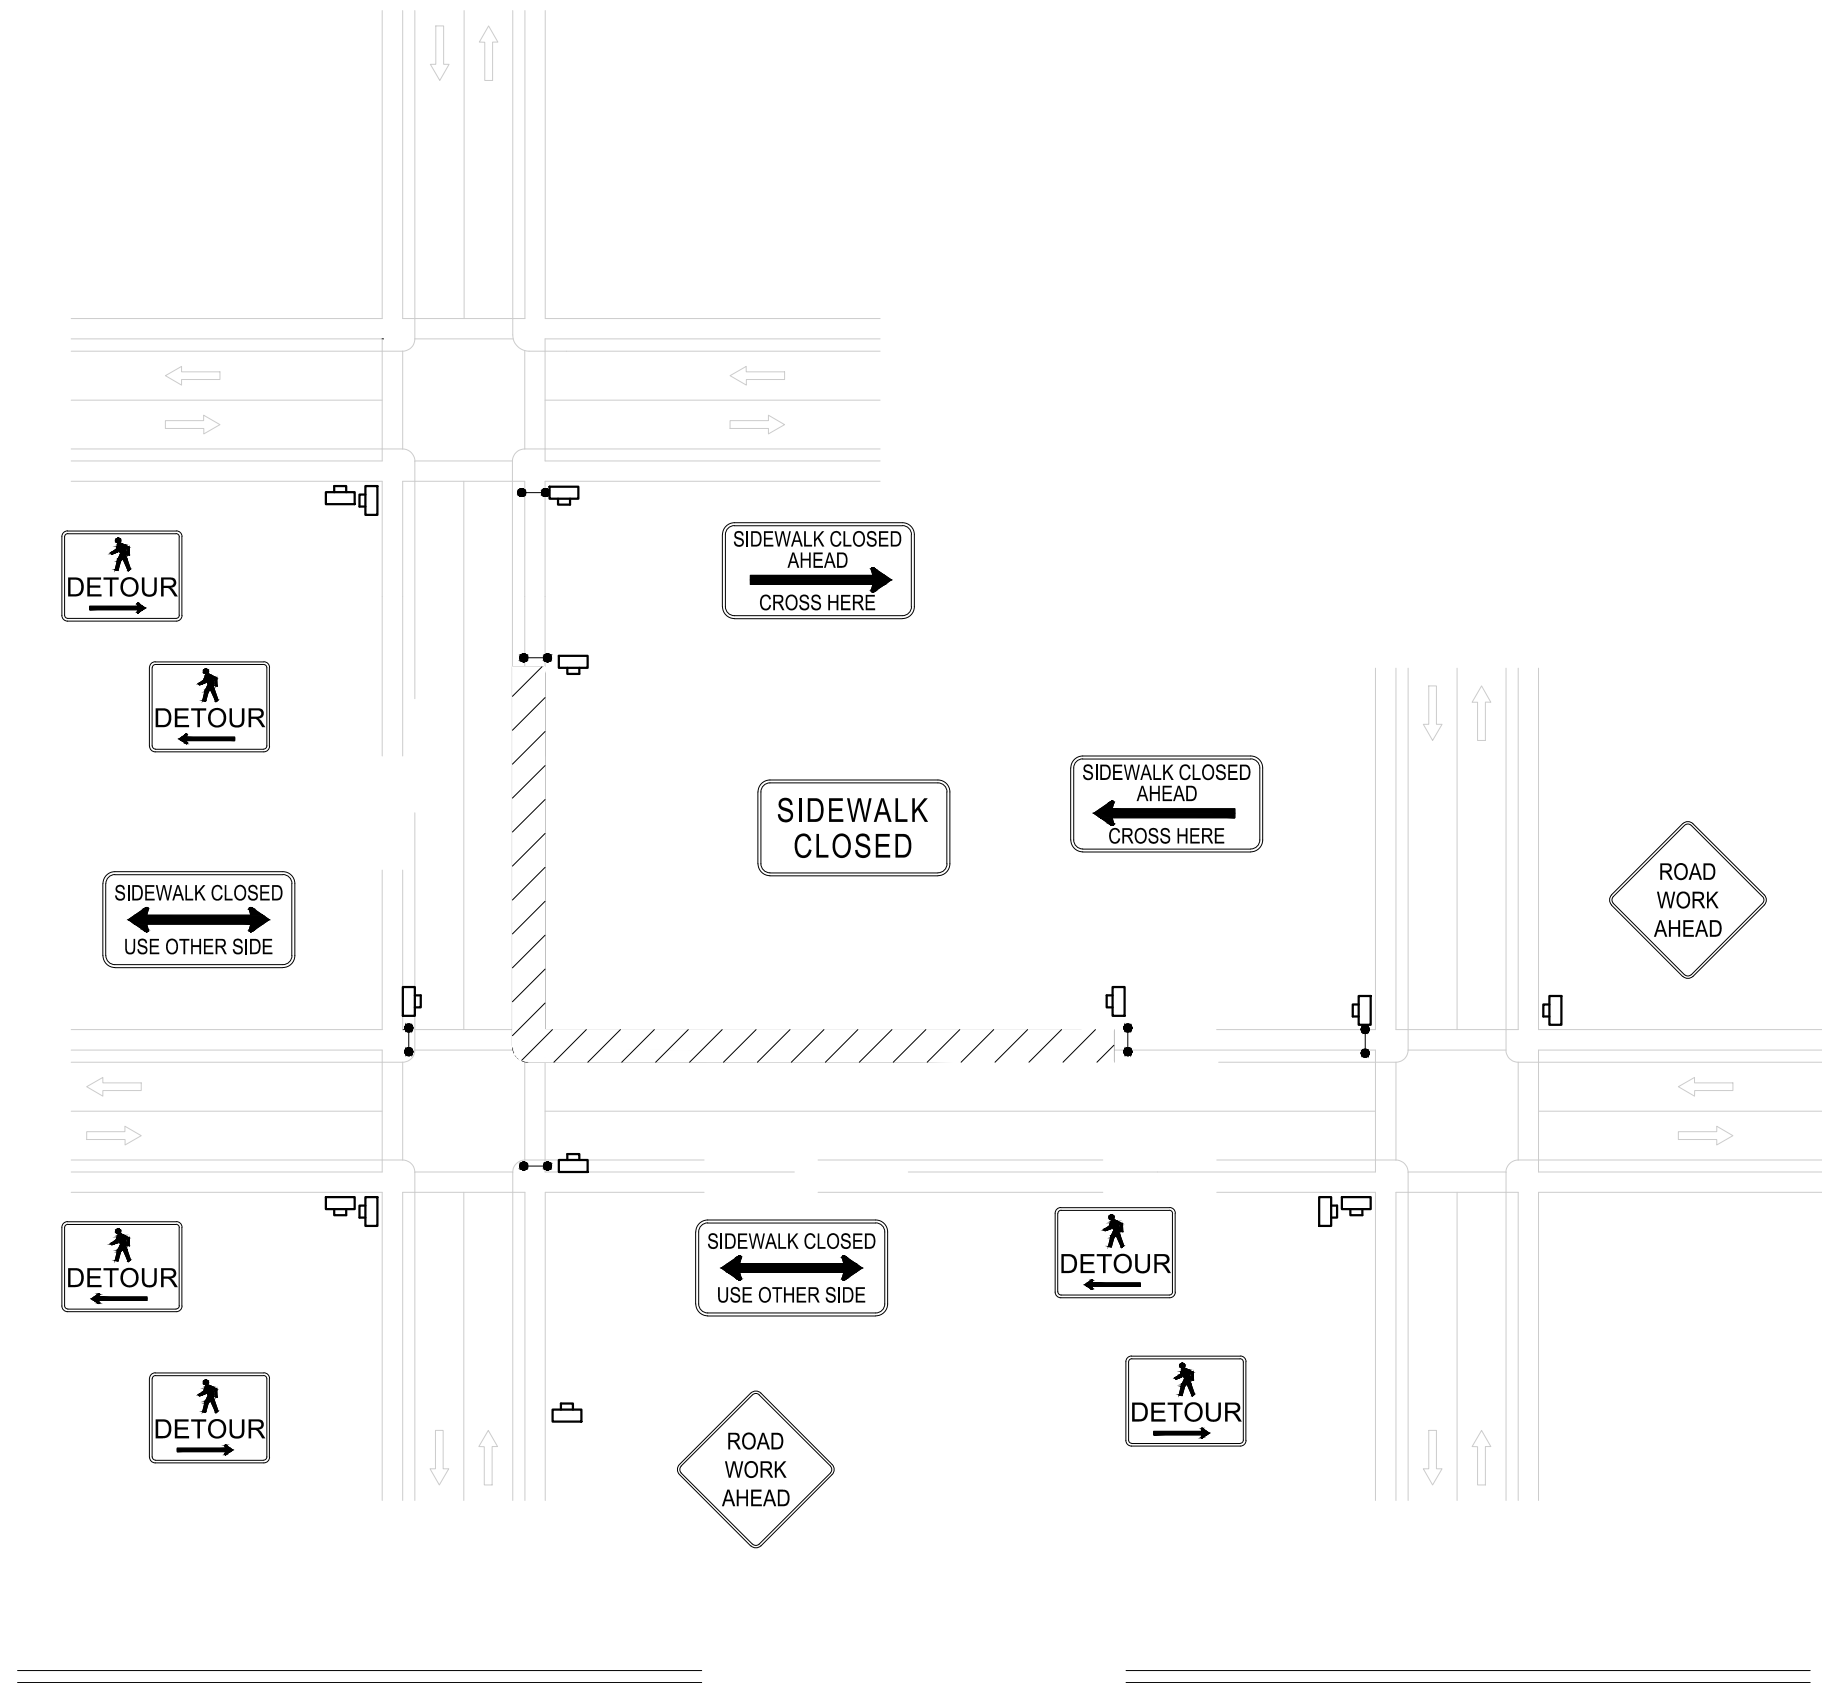 SIDEWALK CLOSED
AHEAD
CROSS HERE
DETOUR
DETOUR
SIDEWALK
CLOSED
SIDEWALK CLOSED
AHEAD
CROSS HERE
ROAD
WORK
AHEAD
SIDEWALK CLOSED
USE OTHER SIDE
DETOUR
SIDEWALK CLOSED
USE OTHER SIDE
DETOUR
DETOUR
DETOUR
ROAD
WORK
AHEAD